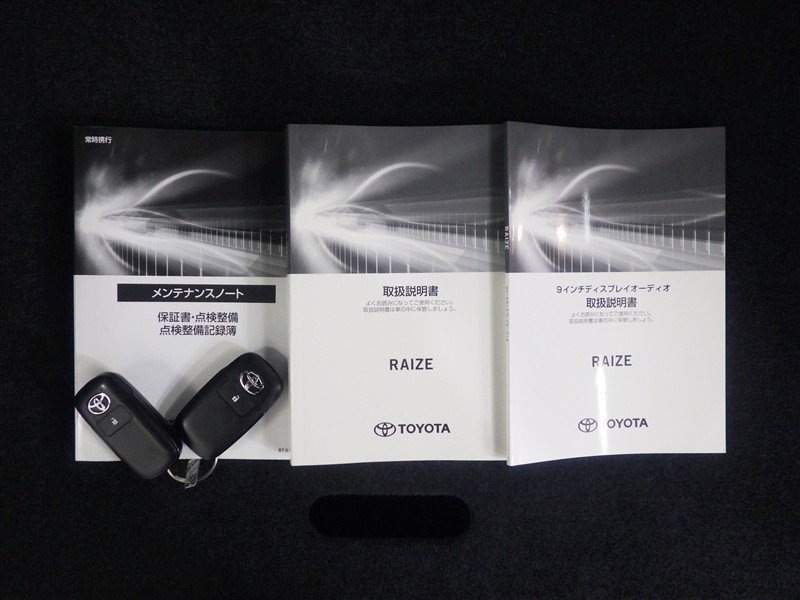 常時携行
メンテナンスノート
保証書・点検整備
点検整備記録簿
取扱説明書
よくお読みになってご使用ください。
取扱説明書は車の中に保管しましょう。
RAIZE
TOYOTA
RAIZE
9インチディスプレイオーディオ
取扱説明書
よくお読みになってご使用ください。
取扱説明書は車の中に保管しましょう。
RAIZE
TOYOTA